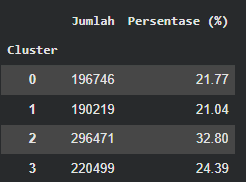 Jumlah Persentase (%)
Cluster
0 196746 21.77
1 190219 21.04
2 296471 32.80
3 220499 24.39